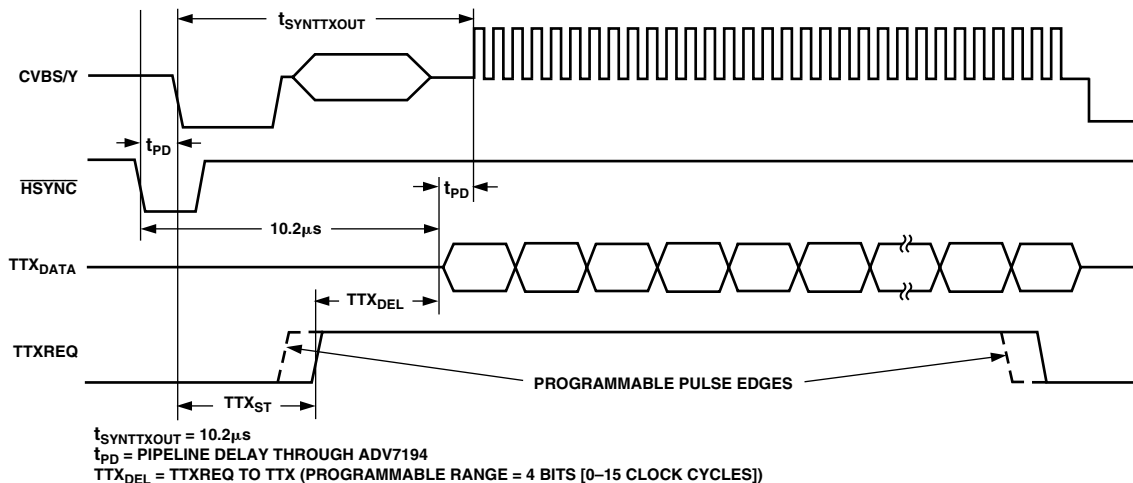 tSYNTTXOUT
CVBS/Y
tPD
HSYNC
tPD
10.2µs
TTXDATA
TTXDEL
TTXREQ
PROGRAMMABLE PULSE EDGES
TTXST
tSYNTTXOUT = 10.2µs
tPD = PIPELINE DELAY THROUGH ADV7194
TTXDEL = TTXREQ TO TTX (PROGRAMMABLE RANGE = 4 BITS [0–15 CLOCK CYCLES])